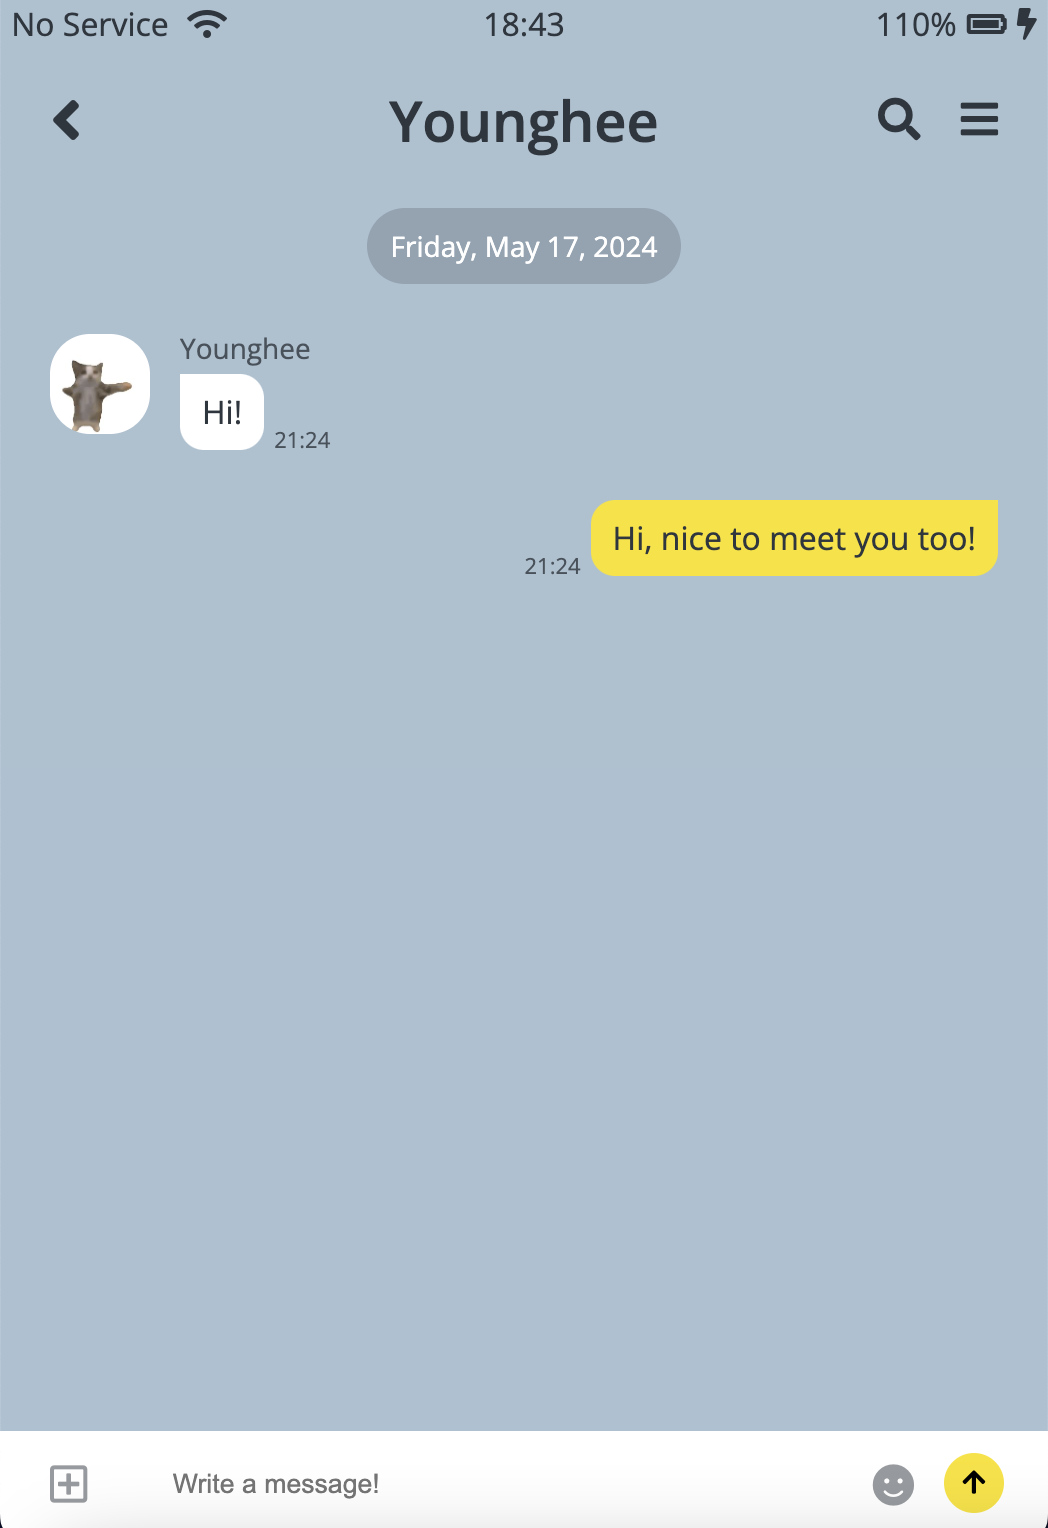 No Service 18:43 110%
Younghee
Friday, May 17, 2024
Younghee
Hi!
21:24
Hi, nice to meet you too!
21:24
Write a message!